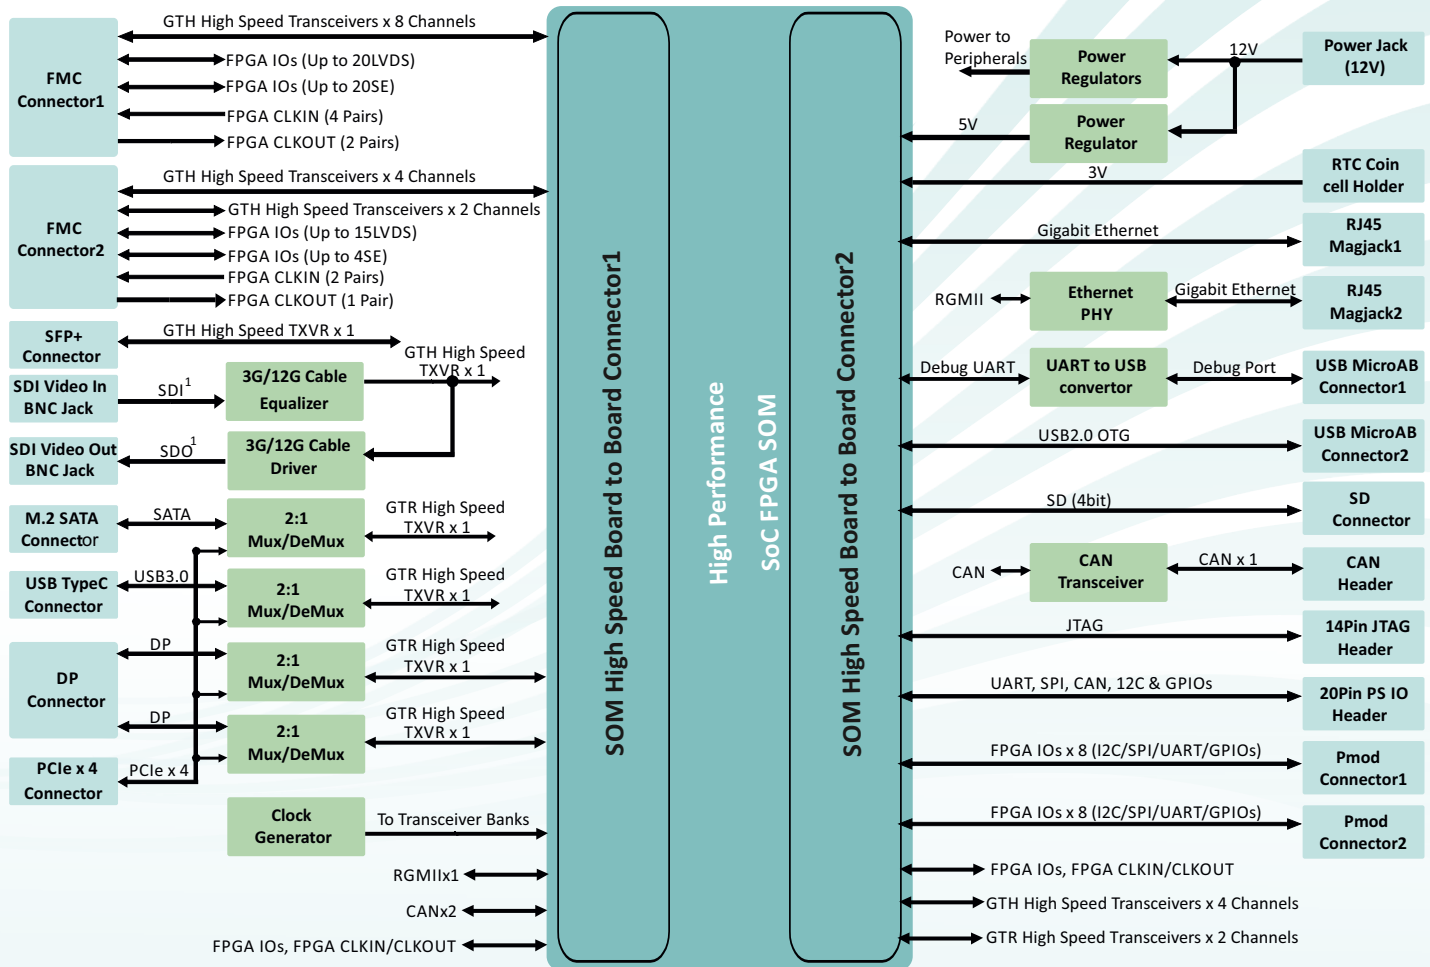 GTH High Speed Transceivers x 8 Channels
FMC
Connector1
FPGA IOs (Up to 20LVDS)
FPGA IOs (Up to 20SE)
FPGA CLKIN (4 Pairs)
FPGA CLKOUT (2 Pairs)
GTH High Speed Transceivers x 4 Channels
FMC
Connector2
GTH High Speed Transceivers x 2 Channels
FPGA IOs (Up to 15LVDS)
FPGA IOs (Up to 4SE)
FPGA CLKIN (2 Pairs)
FPGA CLKOUT (1 Pair)
SFP+
Connector
GTH High Speed TXVR x 1
GTH High Speed
TXVR x 1
SDI Video In
BNC Jack
SDI1
3G/12G Cable
Equalizer
SDI Video Out
BNC Jack
SDO1
3G/12G Cable
Driver
M.2 SATA
Connector
SATA
2:1
Mux/DeMux
GTR High Speed
TXVR x 1
USB TypeC
Connector
USB3.0
2:1
Mux/DeMux
GTR High Speed
TXVR x 1
DP
Connector
DP
2:1
Mux/DeMux
GTR High Speed
TXVR x 1
DP
2:1
Mux/DeMux
GTR High Speed
TXVR x 1
PCIe x 4
Connector
PCIe x 4
Clock
Generator
To Transceiver Banks
RGMIIx1
CANx2
FPGA IOs, FPGA CLKIN/CLKOUT
SOM High Speed Board to Board Connector1
High Performance
SoC FPGA SOM
SOM High Speed Board to Board Connector2
Power to
Peripherals
Power
Regulators
12V
Power Jack
(12V)
5V
Power
Regulator
3V
RTC Coin
cell Holder
Gigabit Ethernet
RJ45
Magjack1
RGMII
Ethernet
PHY
Gigabit Ethernet
RJ45
Magjack2
Debug UART
UART to USB
convertor
Debug Port
USB MicroAB
Connector1
USB2.0 OTG
USB MicroAB
Connector2
SD (4bit)
SD
Connector
CAN
CAN
Transceiver
CAN x 1
CAN
Header
JTAG
14Pin JTAG
Header
UART, SPI, CAN, 12C & GPIOs
20Pin PS IO
Header
FPGA IOs x 8 (I2C/SPI/UART/GPIOs)
Pmod
Connector1
FPGA IOs x 8 (I2C/SPI/UART/GPIOs)
Pmod
Connector2
FPGA IOs, FPGA CLKIN/CLKOUT
GTH High Speed Transceivers x 4 Channels
GTR High Speed Transceivers x 2 Channels